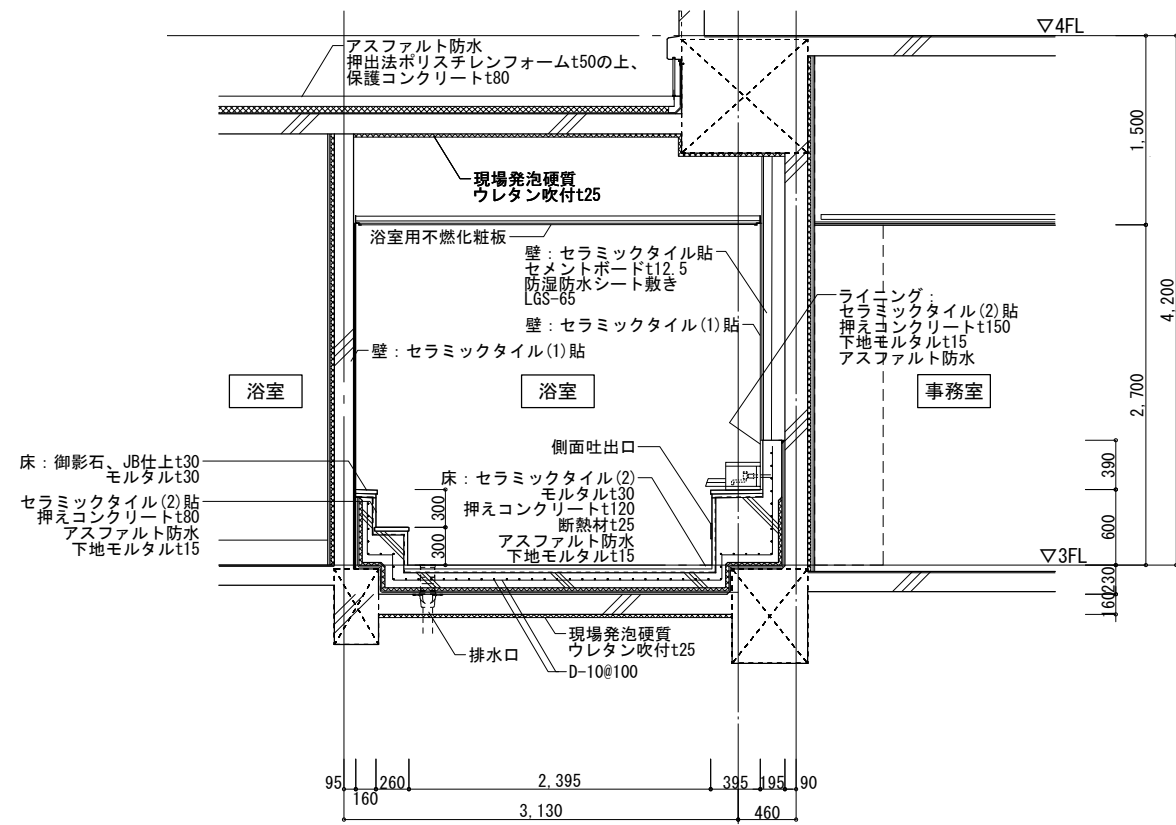 ▽4FL
アスファルト防水
押出法ポリスチレンフォームt50の上、
保護コンクリートt80
1,500
現場発泡硬質
ウレタン吹付t25
浴室用不燃化粧板
壁：セラミックタイル貼
セメントボードt12.5
防湿防水シート敷き
LGS-65
ライニング：
セラミックタイル(2)貼
押えコンクリートt150
下地モルタルt15
アスファルト防水
4,200
壁：セラミックタイル(1)貼
壁：セラミックタイル(1)貼
浴室
浴室
事務室
2,700
側面吐出口
390
床：御影石、JB仕上t30
モルタルt30
セラミックタイル(2)貼
押えコンクリートt80
アスファルト防水
下地モルタルt15
300
300
床：セラミックタイル(2)
モルタルt30
押えコンクリートt120
断熱材t25
アスファルト防水
下地モルタルt15
600
▽3FL
230
160
現場発泡硬質
ウレタン吹付t25
排水口
D-10@100
95
160
260
2,395
395
195
90
3,130
460